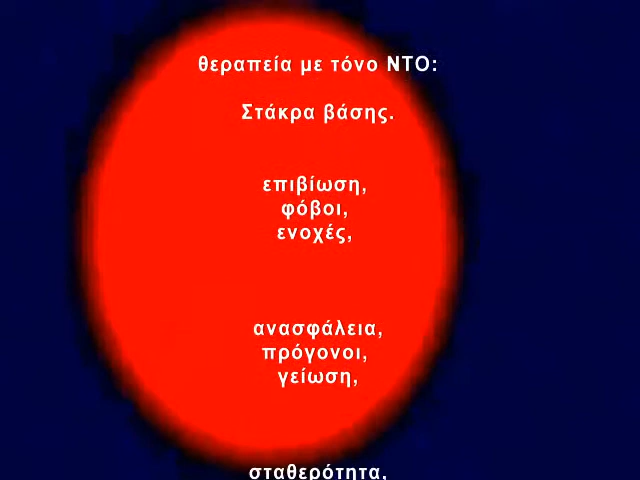 θεραπεία με τόνο ΝΤΟ:
Στάκρα βάσης.
επιβίωση,
φόβοι,
ενοχές,
ανασφάλεια,
πρόγονοι,
γείωση,
σταθερότητα,